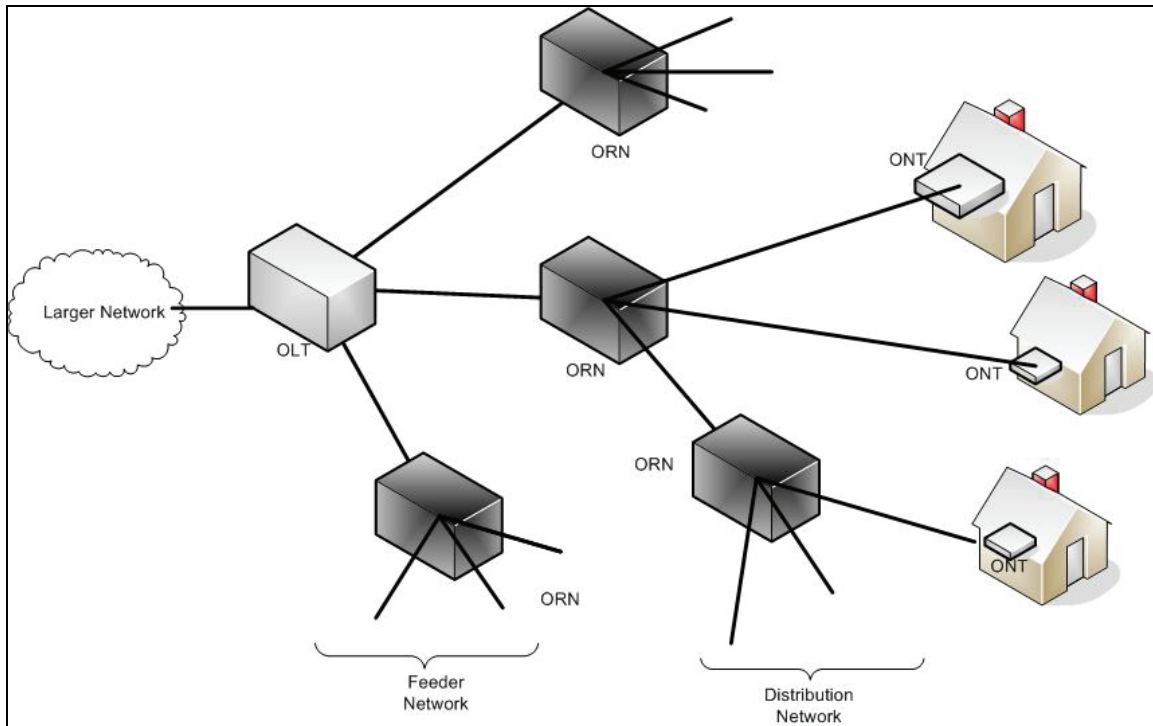 ORN
ONT
Larger Network
OLT
ORN
ONT
ORN
ONT
ORN
Feeder
Network
Distribution
Network